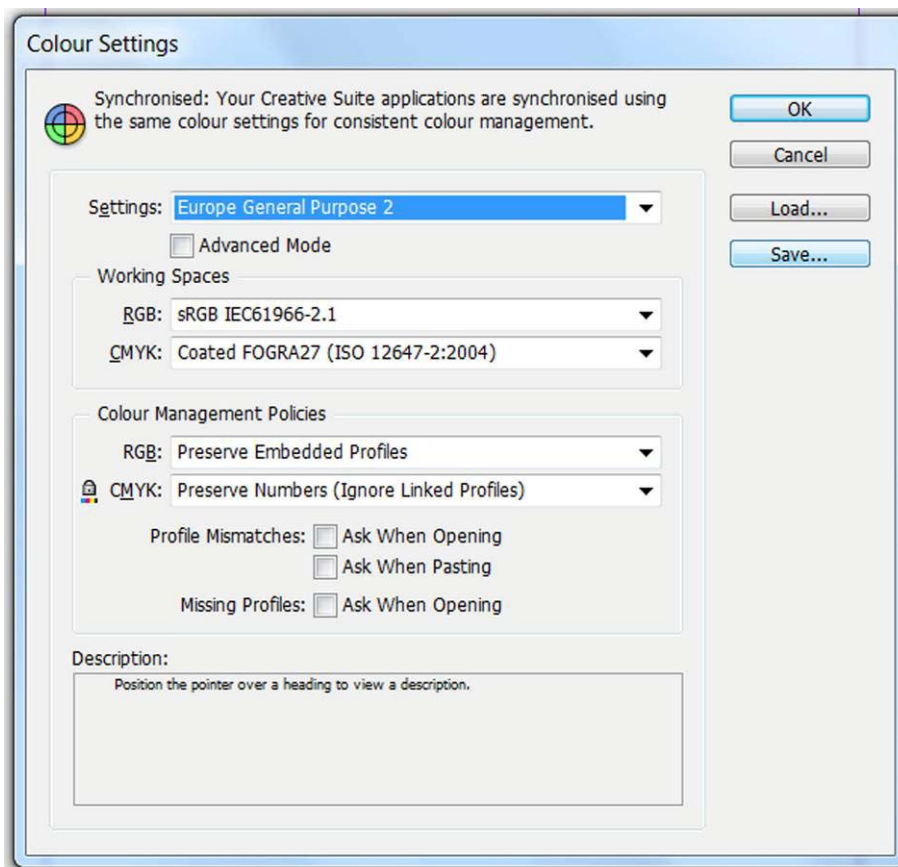 Colour Settings
Synchronised: Your Creative Suite applications are synchronised using
the same colour settings for consistent colour management.
OK
Cancel
Load...
Save...
Settings: Europe General Purpose 2
Advanced Mode
Working Spaces
RGB: sRGB IEC61966-2.1
CMYK: Coated FOGRA27 (ISO 12647-2:2004)
Colour Management Policies
RGB: Preserve Embedded Profiles
CMYK: Preserve Numbers (Ignore Linked Profiles)
Profile Mismatches: Ask When Opening
Ask When Pasting
Missing Profiles: Ask When Opening
Description:
Position the pointer over a heading to view a description.